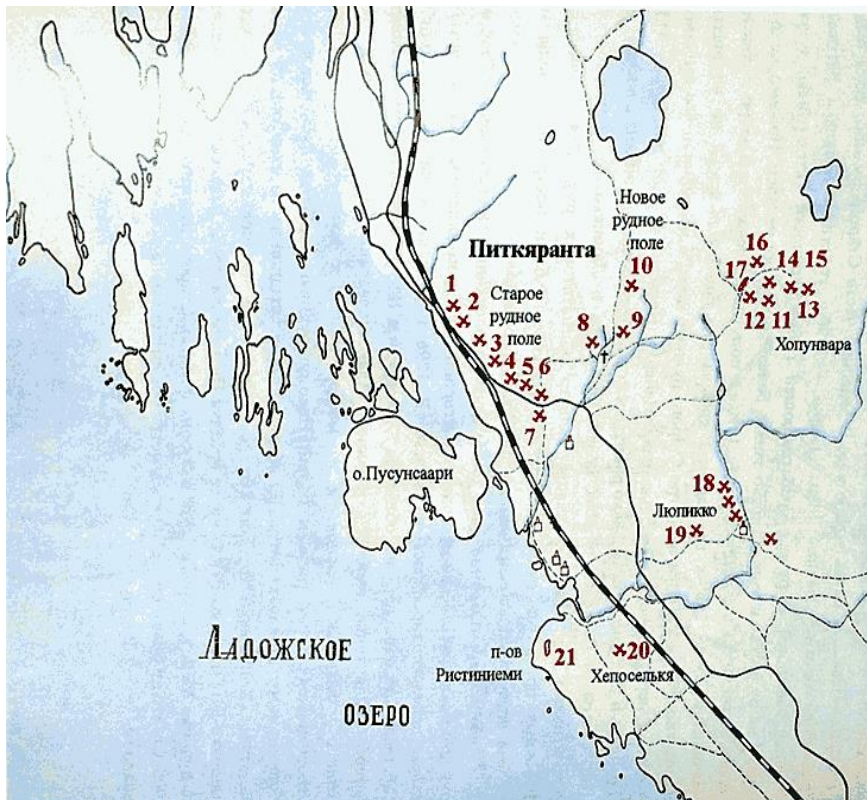 Новое
рудное
поле
Питкяранта
10
16
17
14
15
1
2
Старое
рудное
поле
3
8
9
12
11
13
Хопунвара
4
5
6
7
о.Пусунсаари
18
Люпикко
19
Ладожское
озеро
п-ов
Ристиниеми
21
20
Хепоселькя